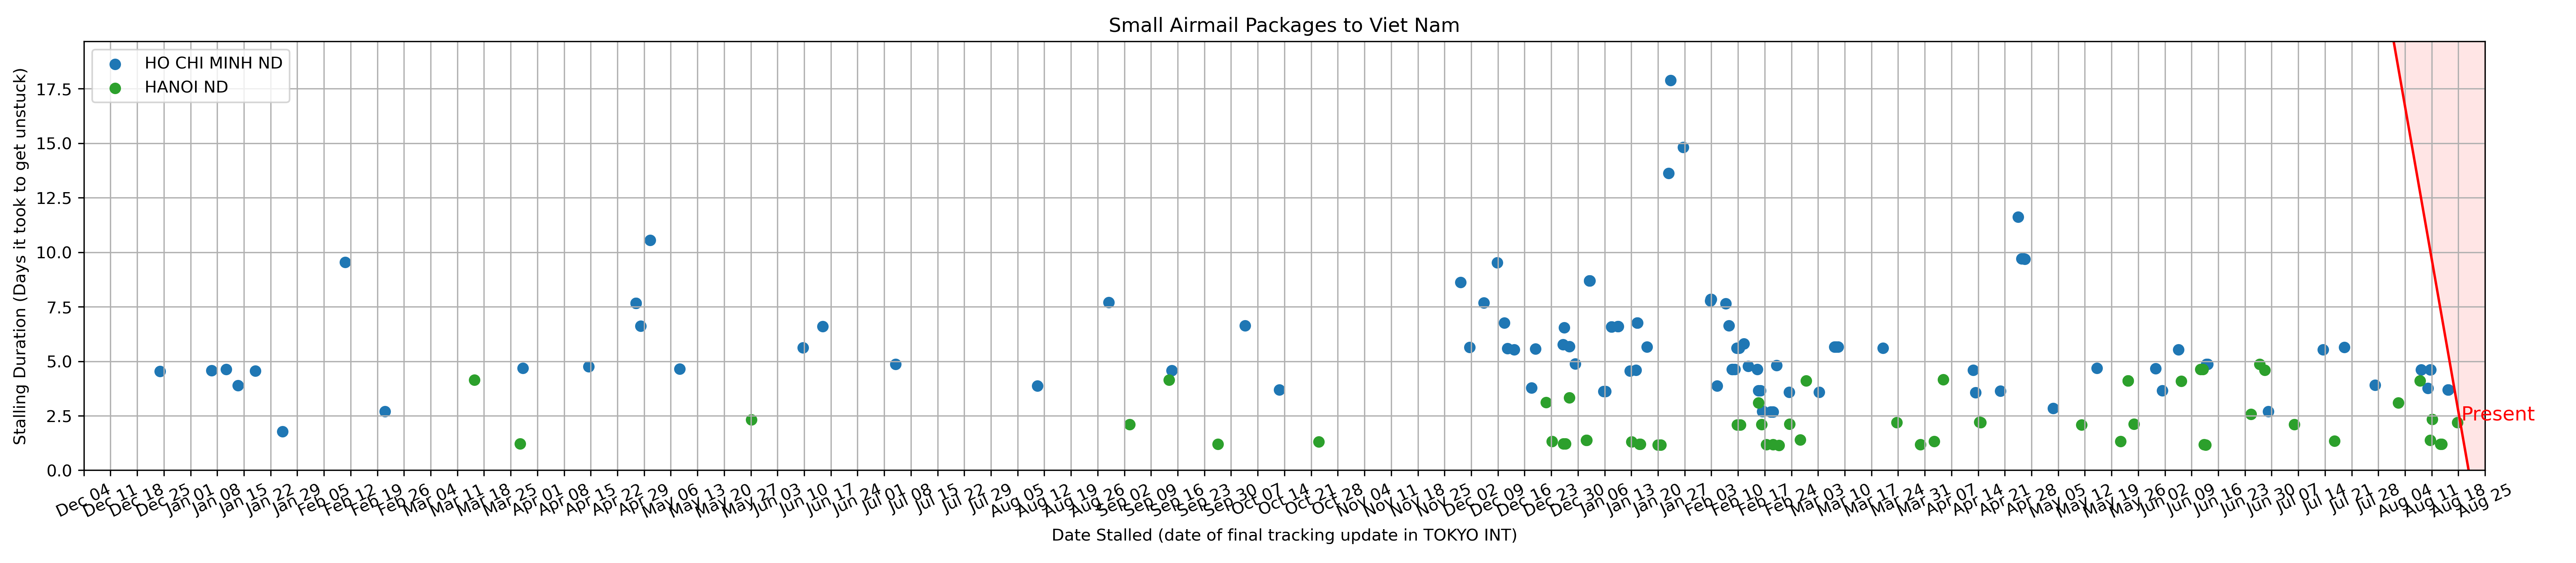 Small Airmail Packages to Viet Nam
HO CHI MINH ND
HANOI ND
Stalling Duration (Days it took to get unstuck)
17.5
15.0
12.5
10.0
7.5
5.0
2.5
0.0
Present
Dec 04
Dec 11
Dec 18
Dec 25
Jan 01
Jan 08
Jan 15
Jan 22
Jan 29
Feb 05
Feb 12
Feb 19
Feb 26
Mar 04
Mar 11
Mar 18
Mar 25
Apr 01
Apr 08
Apr 15
Apr 22
Apr 29
May 06
May 13
May 20
May 27
Jun 03
Jun 10
Jun 17
Jun 24
Jul 01
Jul 08
Jul 15
Jul 22
Jul 29
Aug 05
Aug 12
Aug 19
Aug 26
Sep 02
Sep 09
Sep 16
Sep 23
Sep 30
Oct 07
Oct 14
Oct 21
Oct 28
Nov 04
Nov 11
Nov 18
Nov 25
Dec 02
Dec 09
Dec 16
Dec 23
Dec 30
Jan 06
Jan 13
Jan 20
Jan 27
Feb 03
Feb 10
Feb 17
Feb 24
Mar 03
Mar 10
Mar 17
Mar 24
Mar 31
Apr 07
Apr 14
Apr 21
Apr 28
May 05
May 12
May 19
May 26
Jun 02
Jun 09
Jun 16
Jun 23
Jun 30
Jul 07
Jul 14
Jul 21
Jul 28
Aug 04
Aug 11
Aug 18
Aug 25
Date Stalled (date of final tracking update in TOKYO INT)